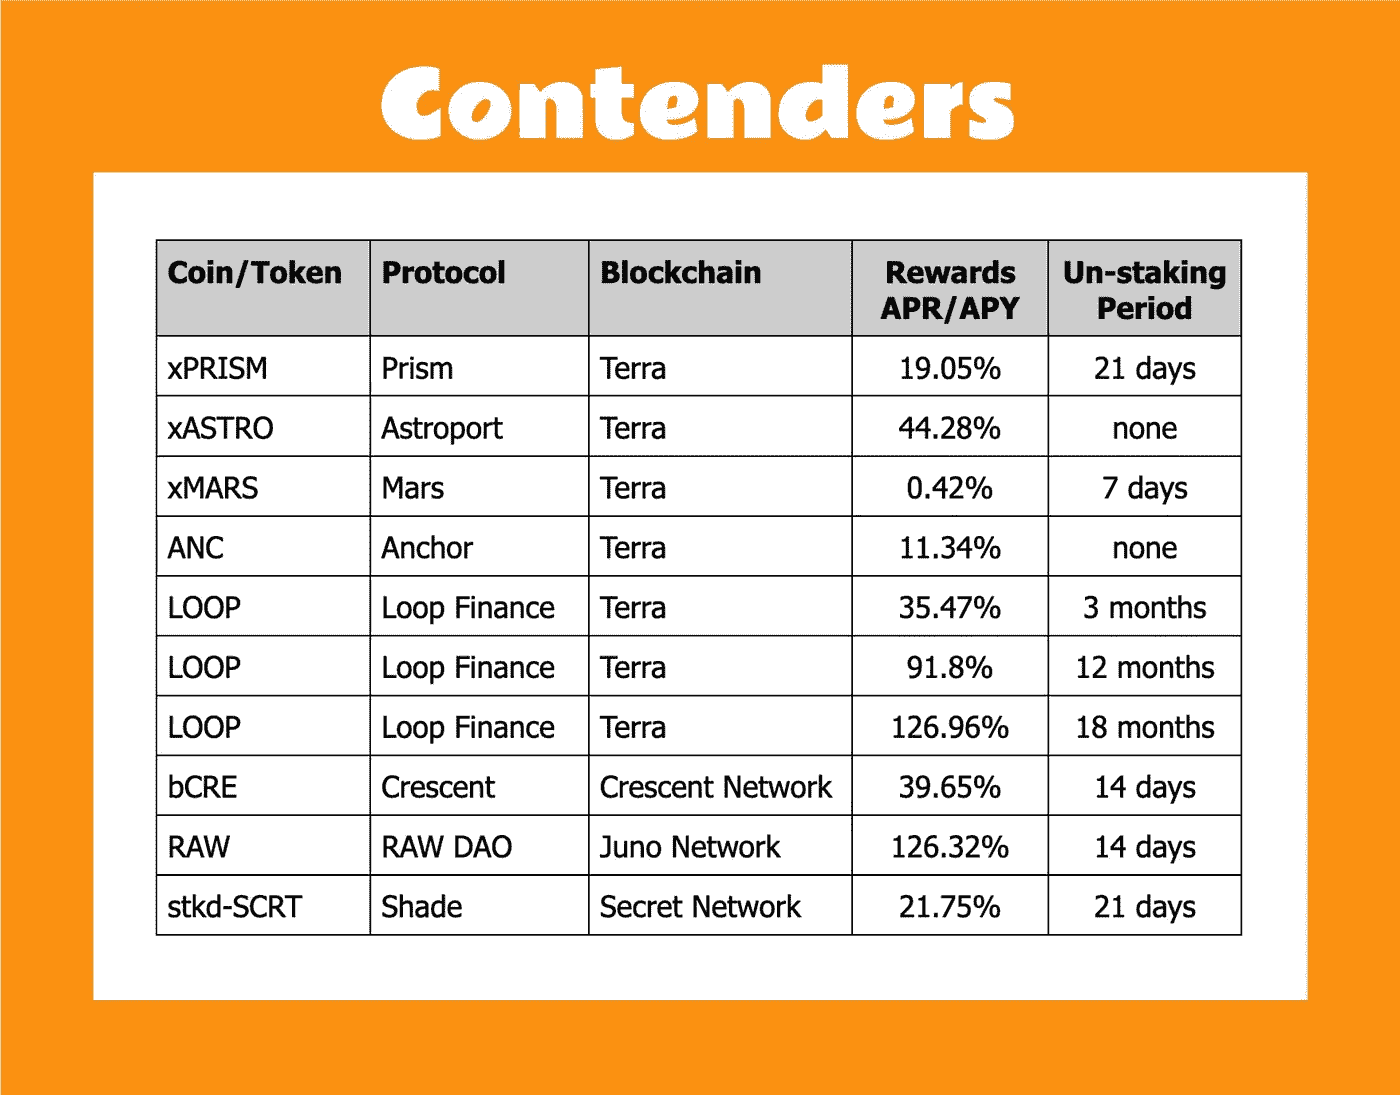 Contenders
Coin/Token Protocol Blockchain Rewards APR/APY Un-staking Period
xPRISM Prism Terra 19.05% 21 days
xASTRO Astroport Terra 44.28% none
xMARS Mars Terra 0.42% 7 days
ANC Anchor Terra 11.34% none
LOOP Loop Finance Terra 35.47% 3 months
LOOP Loop Finance Terra 91.8% 12 months
LOOP Loop Finance Terra 126.96% 18 months
bCRE Crescent Crescent Network 39.65% 14 days
RAW RAW DAO Juno Network 126.32% 14 days
stkd-SCRT Shade Secret Network 21.75% 21 days